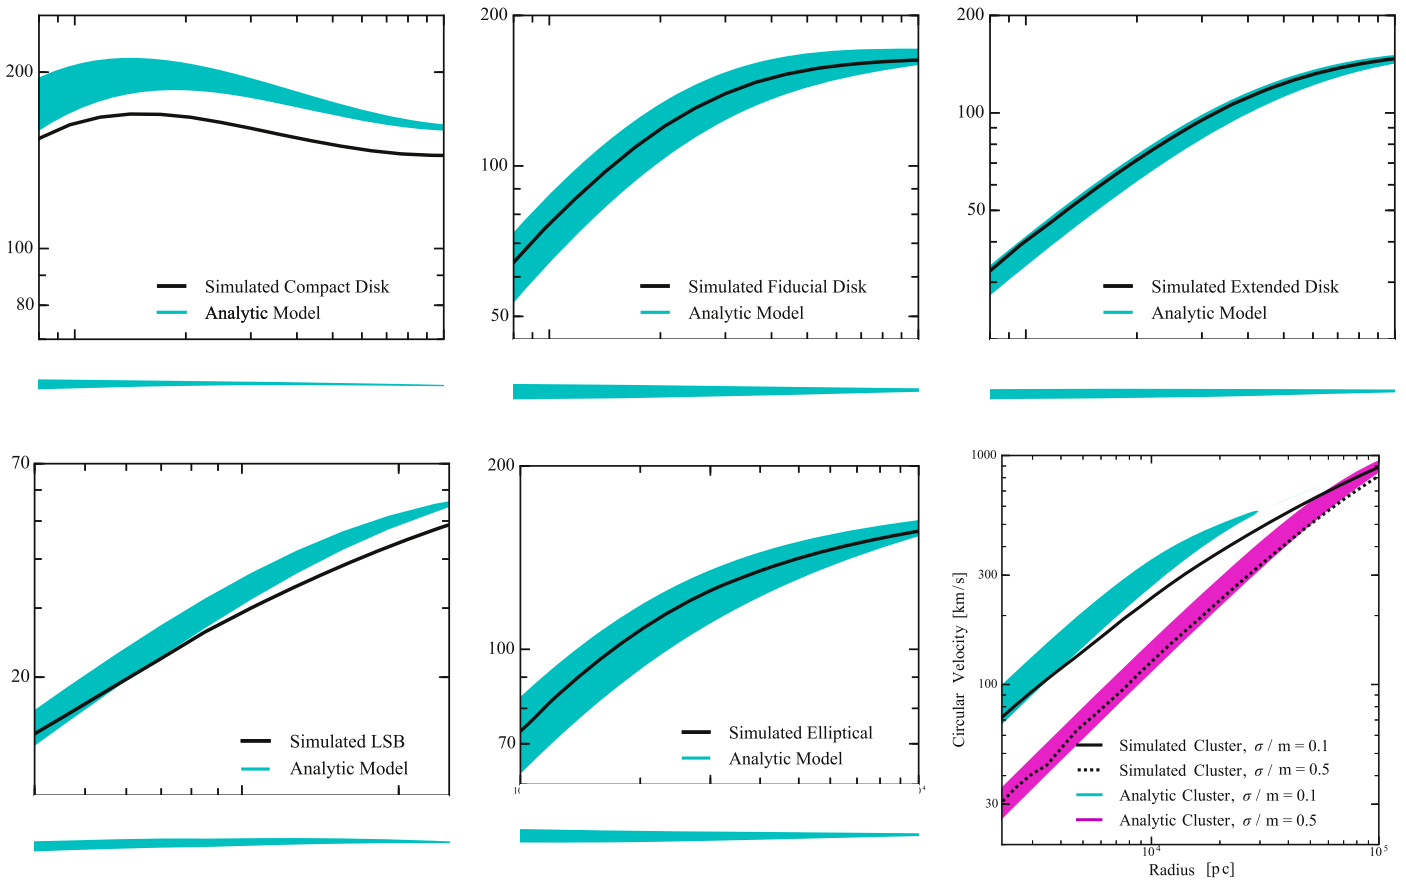 200
100
80
Simulated Compact Disk
Analytic Model
200
100
50
Simulated Fiducial Disk
Analytic Model
200
100
50
Simulated Extended Disk
Analytic Model
70
20
Simulated LSB
Analytic Model
200
100
70
Simulated Elliptical
Analytic Model
1000
300
100
30
Circular Velocity [km/s]
Simulated Cluster, σ / m = 0.1
Simulated Cluster, σ / m = 0.5
Analytic Cluster, σ / m = 0.1
Analytic Cluster, σ / m = 0.5
10⁴ 10⁵
Radius [pc]